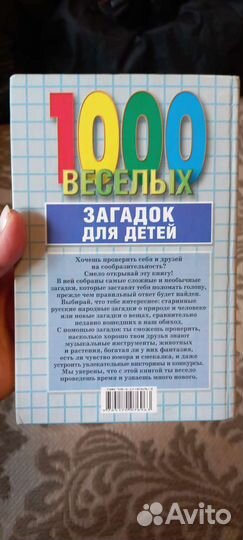 1000
ВЕСЕЛЫХ
ЗАГАДОК
ДЛЯ ДЕТЕЙ
Хочешь проверить себя и друзей
на сообразительность?
Смело открывай эту книгу!
В ней собраны самые сложные и необычные
загадки, которые заставят тебя поломать голову,
прежде чем правильный ответ будет найден.
Выбирай, что тебе интереснее: старинные
русские народные загадки о природе и человеке
или новые загадки о вещах, сравнительно
недавно вошедших в наш обиход.
С помощью загадок ты сможешь проверить,
насколько хорошо твои друзья знают
музыкальные инструменты, животных
и растения, богатая ли у них фантазия,
есть ли чувство юмора и смекалка, и даже
устроить увлекательные викторины и конкурсы.
Мы уверены, что с этой книгой ты весело
проведешь время и узнаешь много нового.
Avito